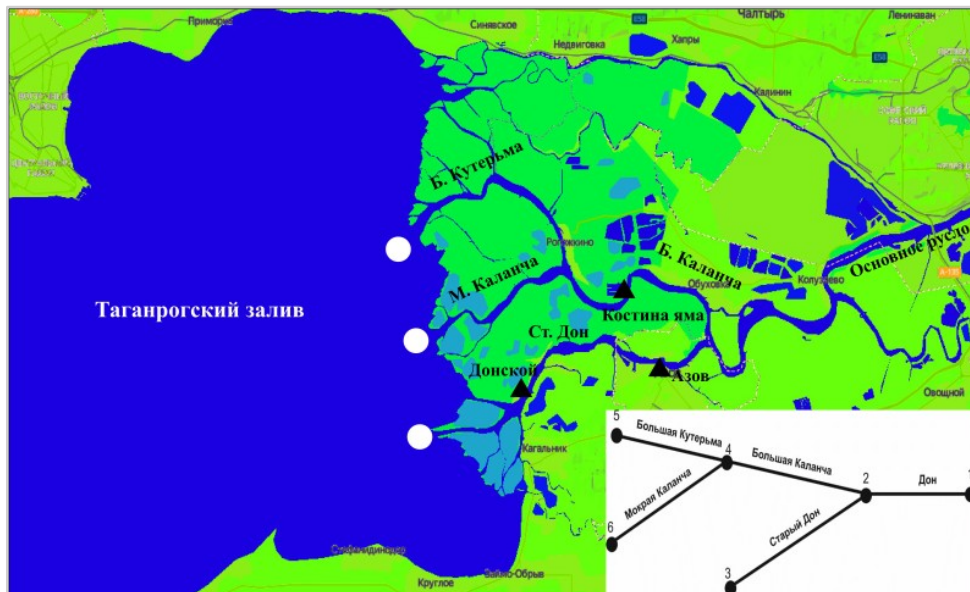 Приморка
Синявское
Недвиговка
Хапры
Чалтырь
Ленинаван
Калинин
Б. Кутерьма
Рогожкино
Б. Каланча
Основное русло
М. Каланча
Обуховка
Колузаево
Таганрогский залив
Костина яма
Ст. Дон
Донской
Азов
Овощной
Кагальник
Круглое
5
Большая Кутерьма
4
Большая Каланча
2
Дон
Мокрая Каланча
Старый Дон
6
3